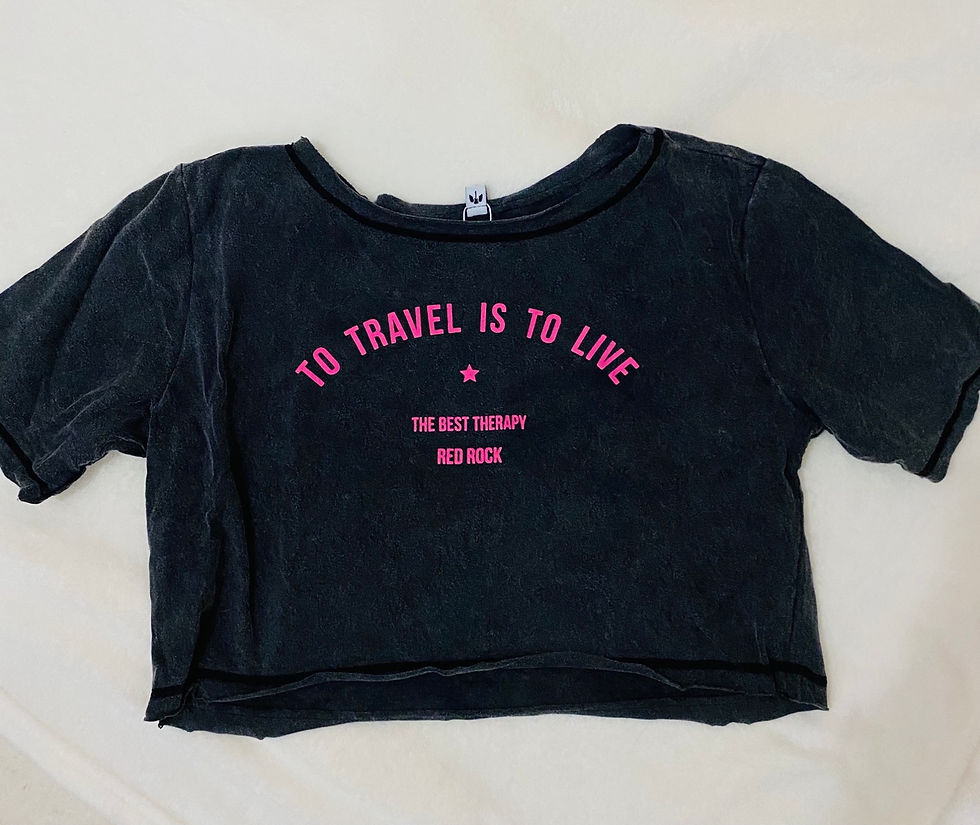 TO TRAVEL IS TO LIVE
THE BEST THERAPY
RED ROCK